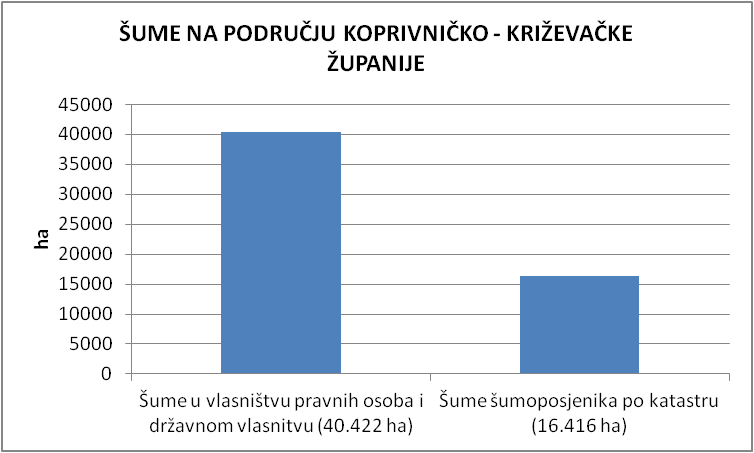 ŠUME NA PODRUČJU KOPRIVNIČKO - KRIŽEVAČKE
ŽUPANIJE
45000
40000
35000
30000
25000
20000
15000
10000
5000
0
ha
Šume u vlasništvu pravnih osoba i
državnom vlasnitvu (40.422 ha)
Šume šumoposjenika po katastru
(16.416 ha)